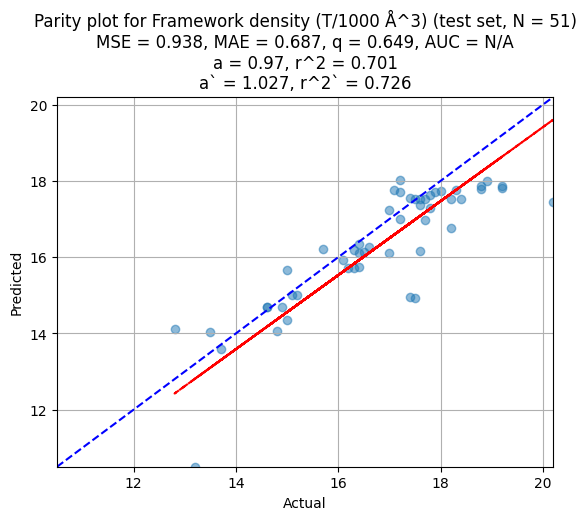 Parity plot for Framework density (T/1000 Å^3) (test set, N = 51)
MSE = 0.938, MAE = 0.687, q = 0.649, AUC = N/A
a = 0.97, r^2 = 0.701
a` = 1.027, r^2` = 0.726
20
18
16
14
12
Predicted
12 14 16 18 20
Actual